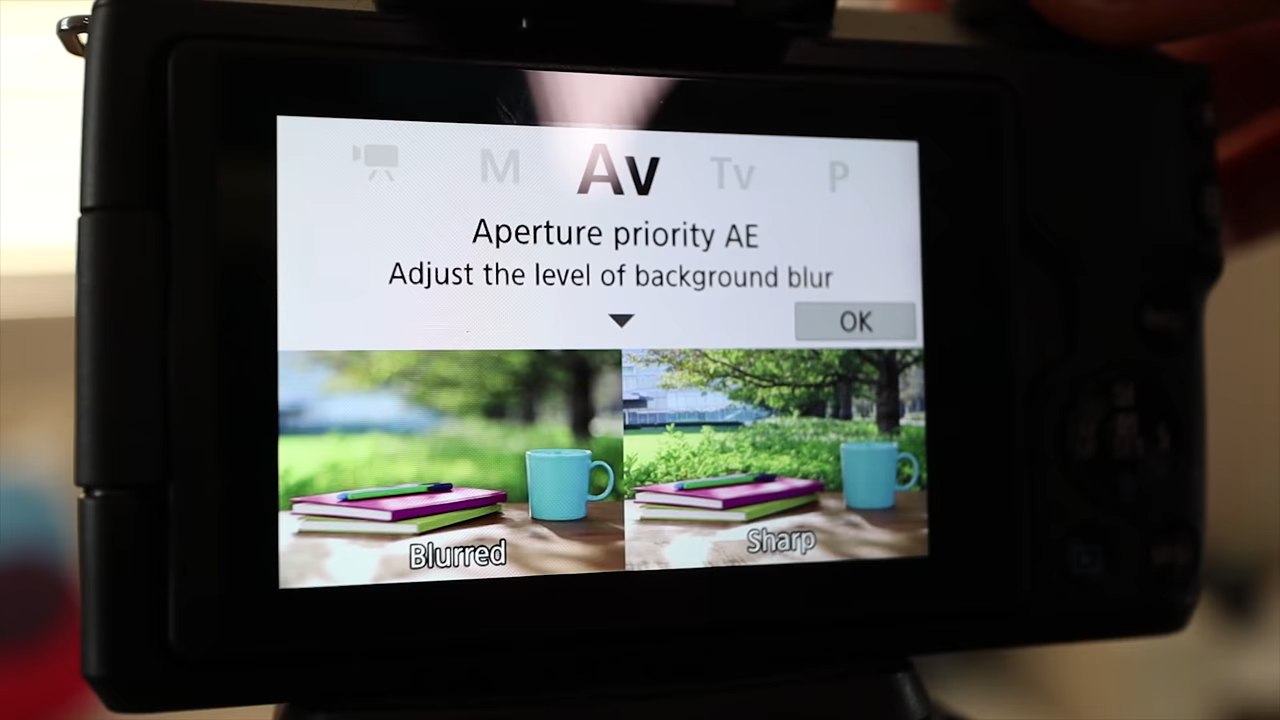 M Av Tv P
Aperture priority AE
Adjust the level of background blur
OK
Blurred
Sharp